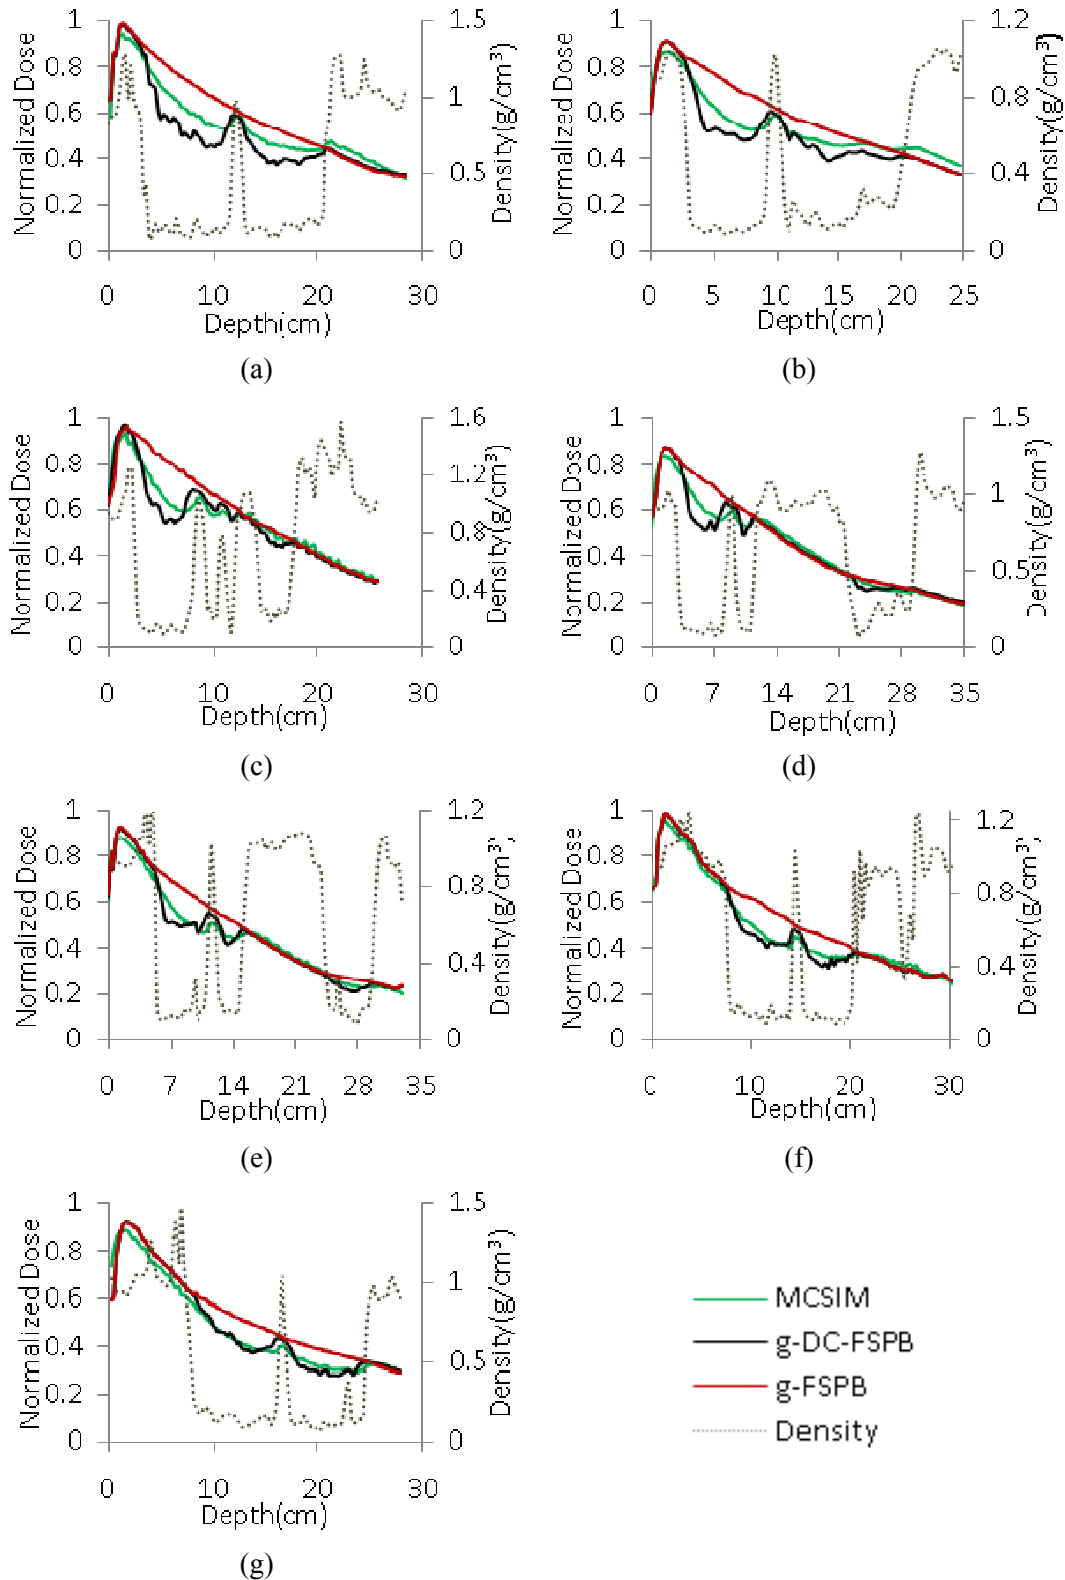 Normalized Dose
1
0.8
0.6
0.4
0.2
0
1.5
1
0.5
0
Density(g/cm³)
0 10 20 30
Depth(cm)
(a)
Normalized Dose
1
0.8
0.6
0.4
0.2
0
1.2
0.8
0.4
0
Density(g/cm³)
0 5 10 15 20 25
Depth(cm)
(b)
Normalized Dose
1
0.8
0.6
0.4
0.2
0
1.6
1.2
0.8
0.4
0
Density(g/cm³)
0 10 20 30
Depth(cm)
(c)
Normalized Dose
1
0.8
0.6
0.4
0.2
0
1.5
1
0.5
0
Density(g/cm³)
0 7 14 21 28 35
Depth(cm)
(d)
Normalized Dose
1
0.8
0.6
0.4
0.2
0
1.2
0.8
0.4
0
Density(g/cm³)
0 7 14 21 28 35
Depth(cm)
(e)
Normalized Dose
1
0.8
0.6
0.4
0.2
0
1.2
0.8
0.4
0
Density(g/cm³)
0 10 20 30
Depth(cm)
(f)
Normalized Dose
1
0.8
0.6
0.4
0.2
0
1.5
1
0.5
0
Density(g/cm³)
0 10 20 30
Depth(cm)
(g)
MCSIM
g-DC-FSPB
g-FSPB
Density